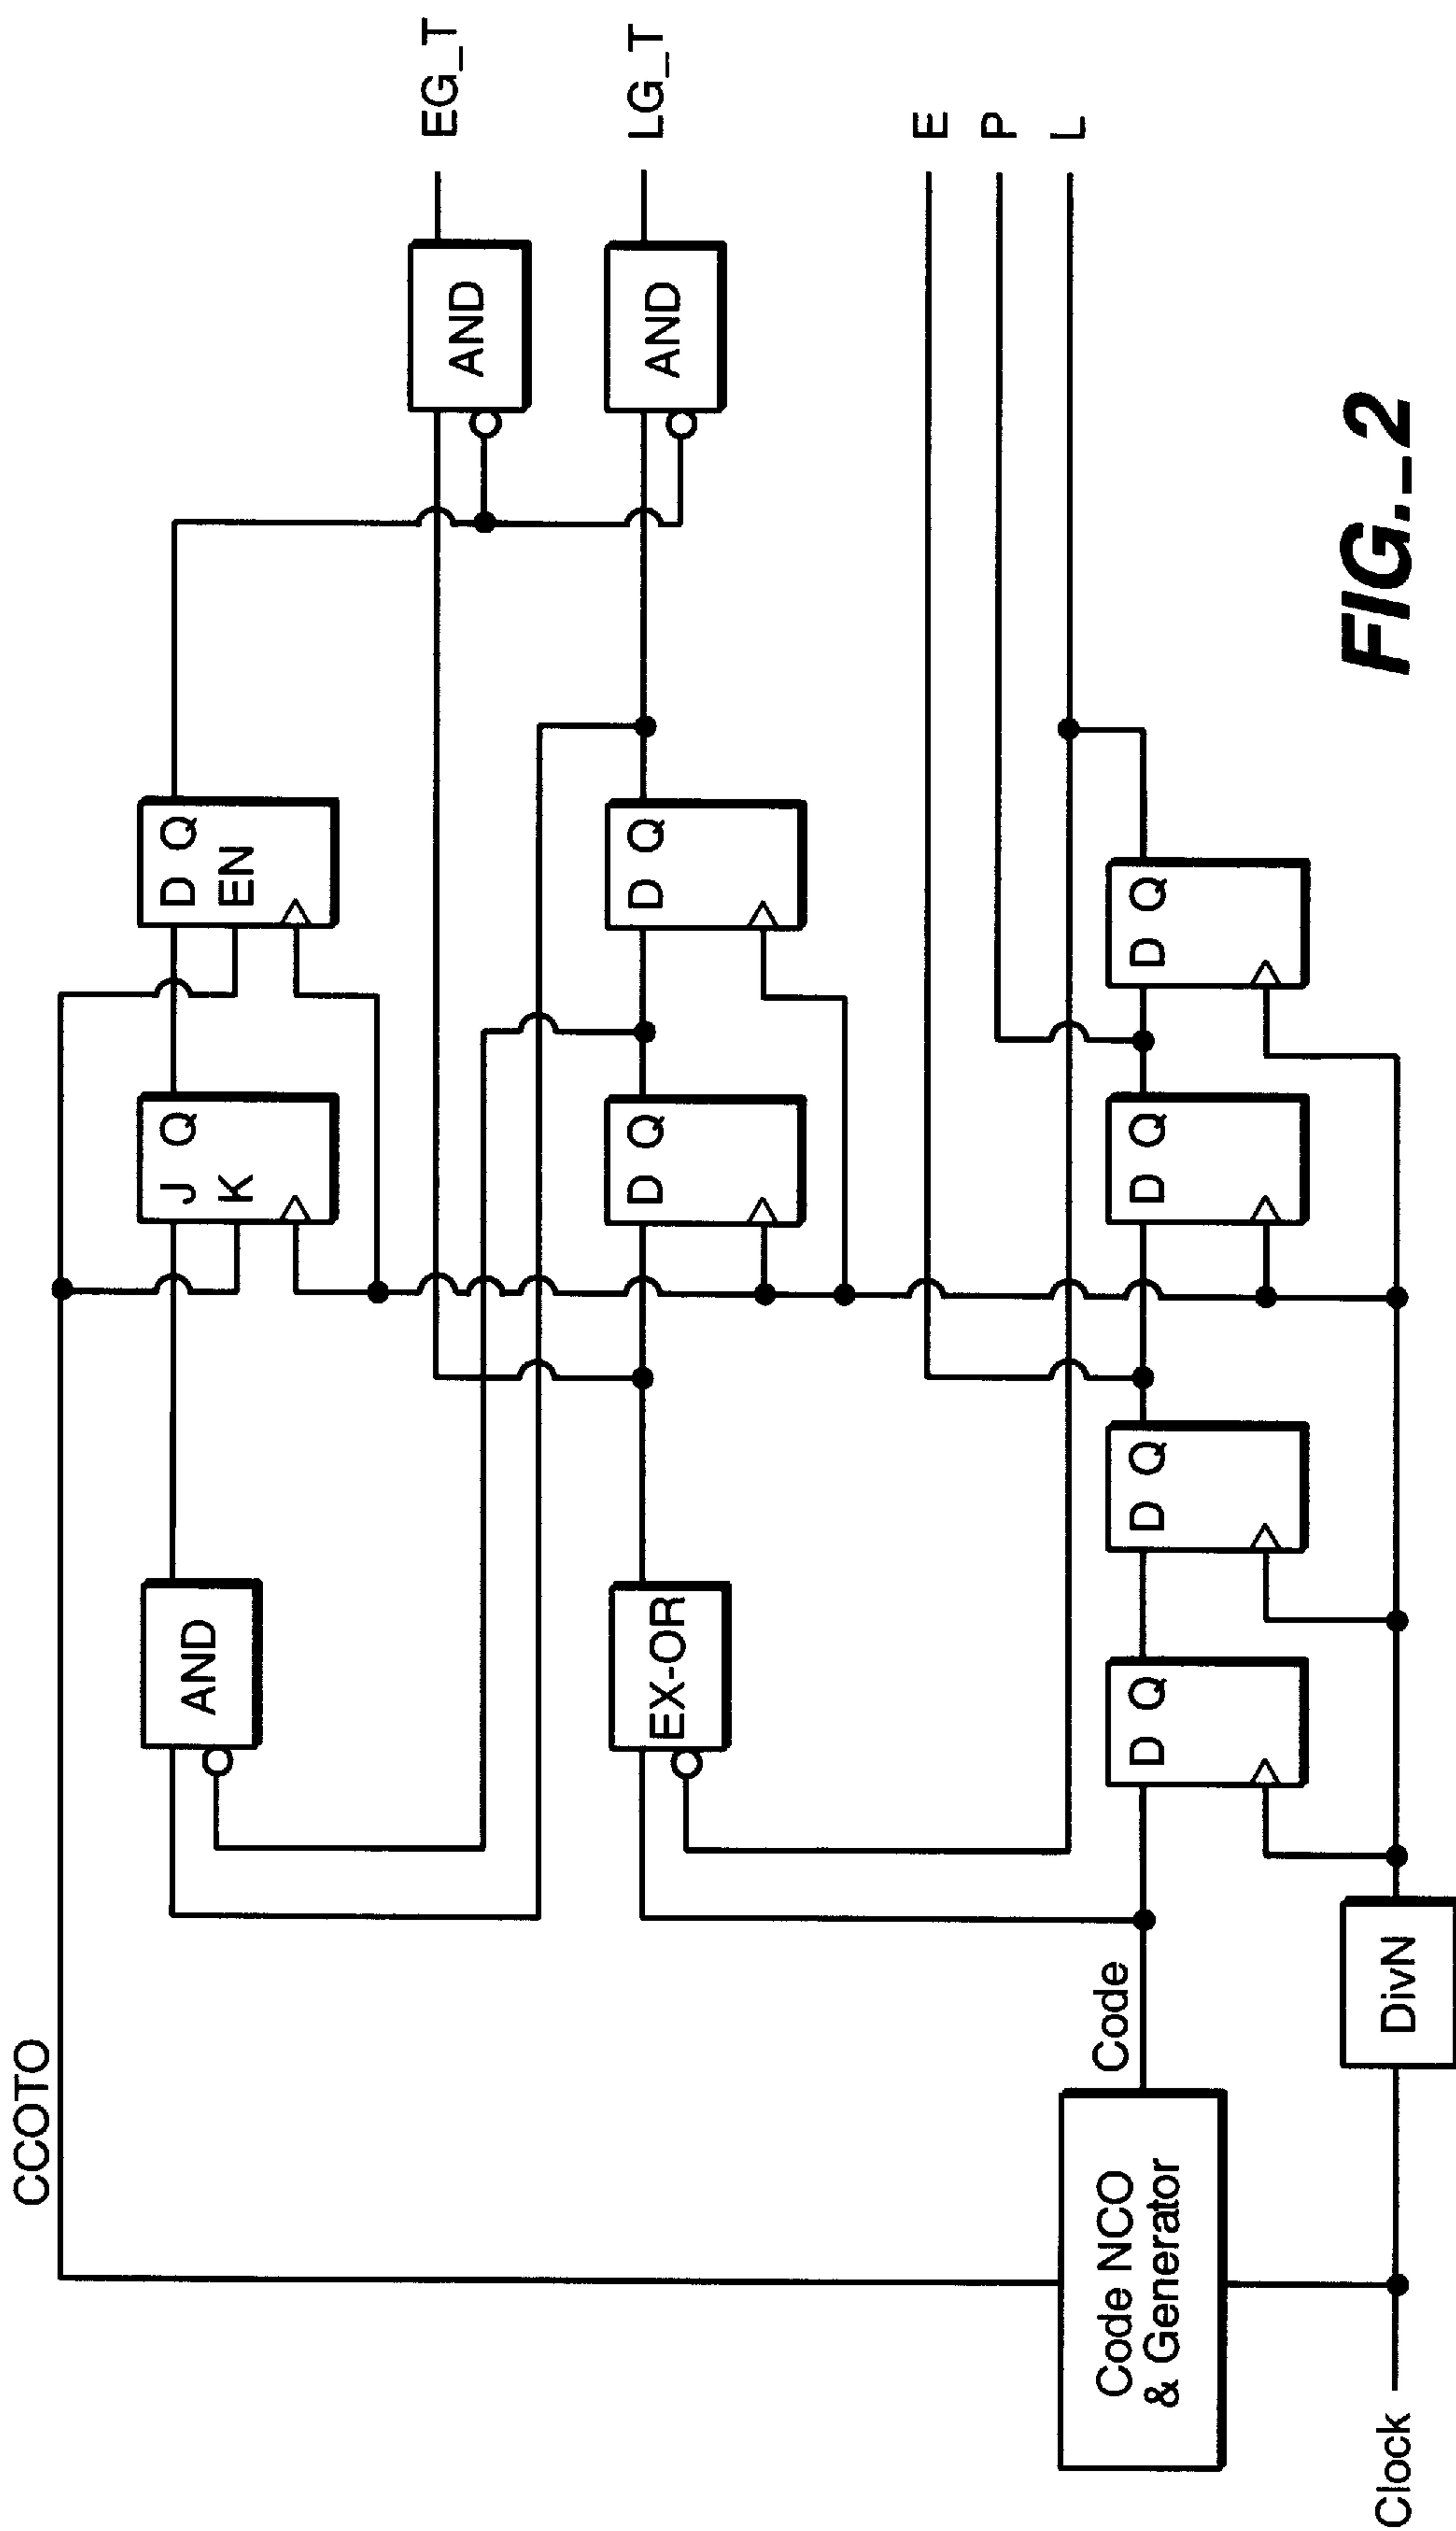 CCOTO
AND
J Q
K
D Q
EN
AND
EG_T
EX-OR
D Q
D Q
AND
LG_T
E
P
L
Code NCO
& Generator
Code
D Q
D Q
D Q
D Q
Clock
DivN
FIG._2